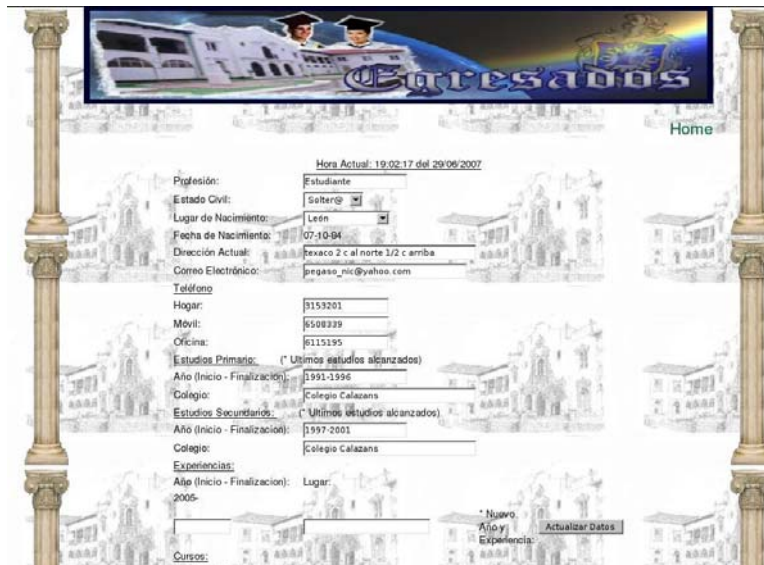 Egresados
Home
Hora Actual: 19:02:17 del 29/06/2007
Profesión: Estudiante
Estado Civil: Solter@
Lugar de Nacimiento: León
Fecha de Nacimiento: 07-10-84
Dirección Actual: texaco 2 c al norte 1/2 c arriba
Correo Electrónico: pegaso_nic@yahoo.com
Teléfono
Hogar: 3153201
Móvil: 6508339
Oficina: 6115195
Estudios Primario: (* Ultimos estudios alcanzados)
Año (Inicio - Finalizacion): 1991-1996
Colegio: Colegio Calazans
Estudios Secundarios: (* Ultimos estudios alcanzados)
Año (Inicio - Finalizacion): 1997-2001
Colegio: Colegio Calazans
Experiencias:
Año (Inicio - Finalizacion): Lugar:
2005-
* Nuevo
Año y
Experiencia:
Actualizar Datos
Cursos: